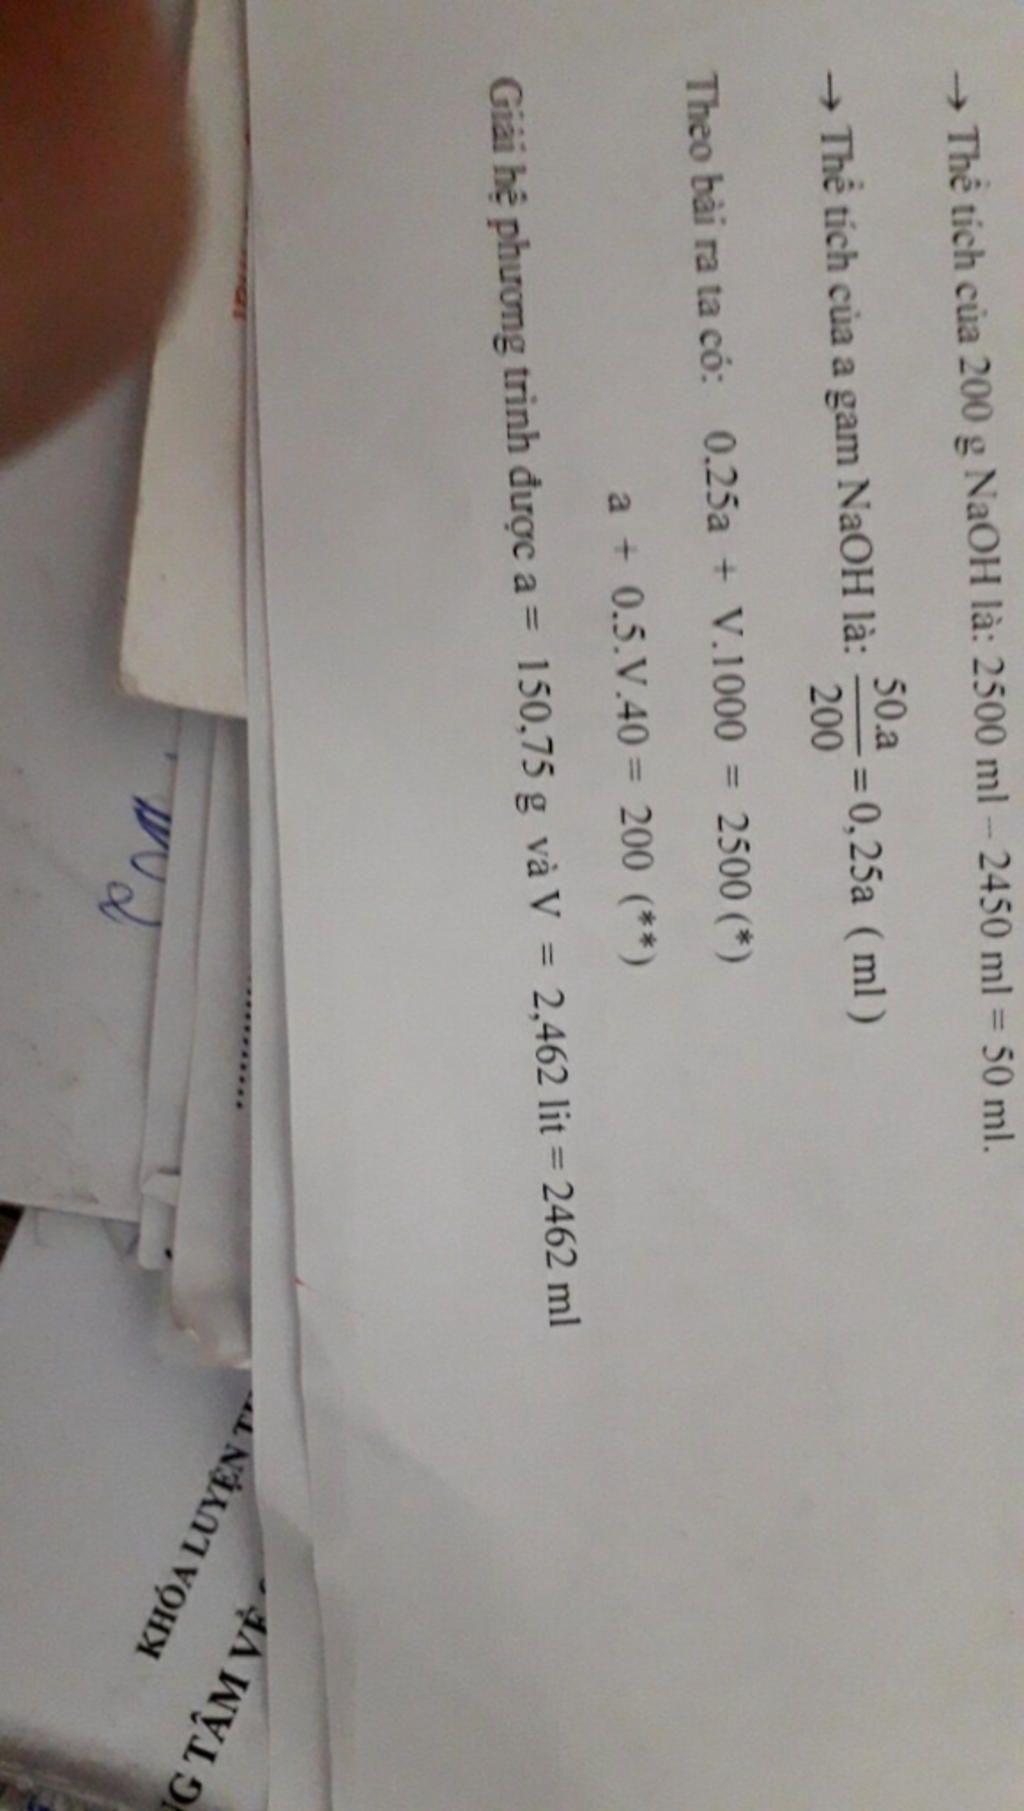 → Thể tích của 200 g NaOH là: 2500 ml – 2450 ml = 50 ml.
→ Thể tích của a gam NaOH là: 50.a / 200 = 0,25a ( ml )
Theo bài ra ta có: 0.25a + V.1000 = 2500 (*)
a + 0.5.V.40 = 200 (**)
Giải hệ phương trình được a = 150,75 g và V = 2,462 lit = 2462 ml
KHÓA LUYỆN
TÂM VỀ